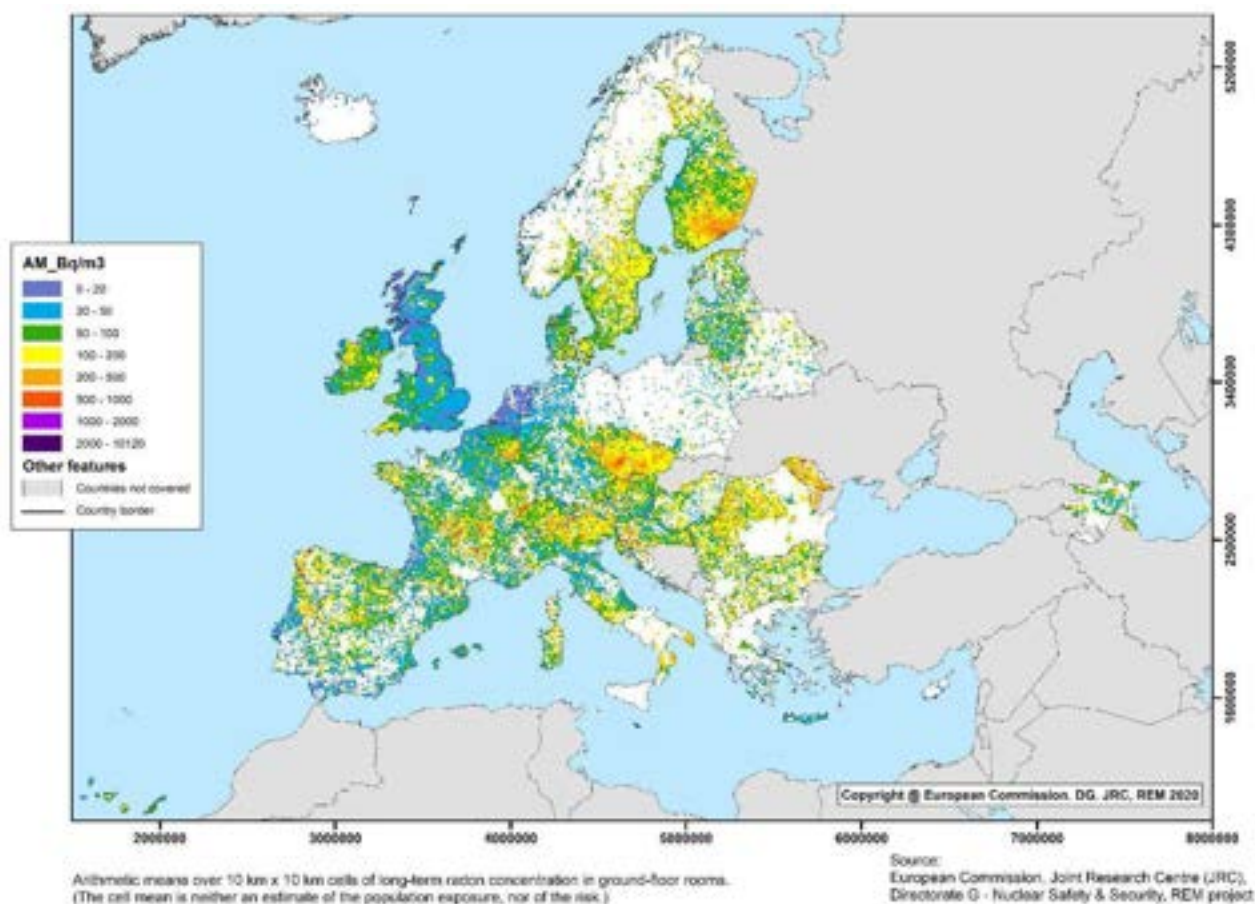 AM_Bq/m3
0 - 20
20 - 50
50 - 100
100 - 200
200 - 500
500 - 1000
1000 - 2000
2000 - 10120
Other features
Countries not covered
Country border
5200000
4300000
3400000
2500000
1600000
Copyright @ European Commission. DG. JRC, REM 2020
2000000 3000000 4000000 5000000 6000000 7000000 8000000
Arithmetic means over 10 km x 10 km cells of long-term radon concentration in ground-floor rooms.
(The cell mean is neither an estimate of the population exposure, nor of the risk.)
Source:
European Commission, Joint Research Centre (JRC),
Directorate G - Nuclear Safety & Security, REM project